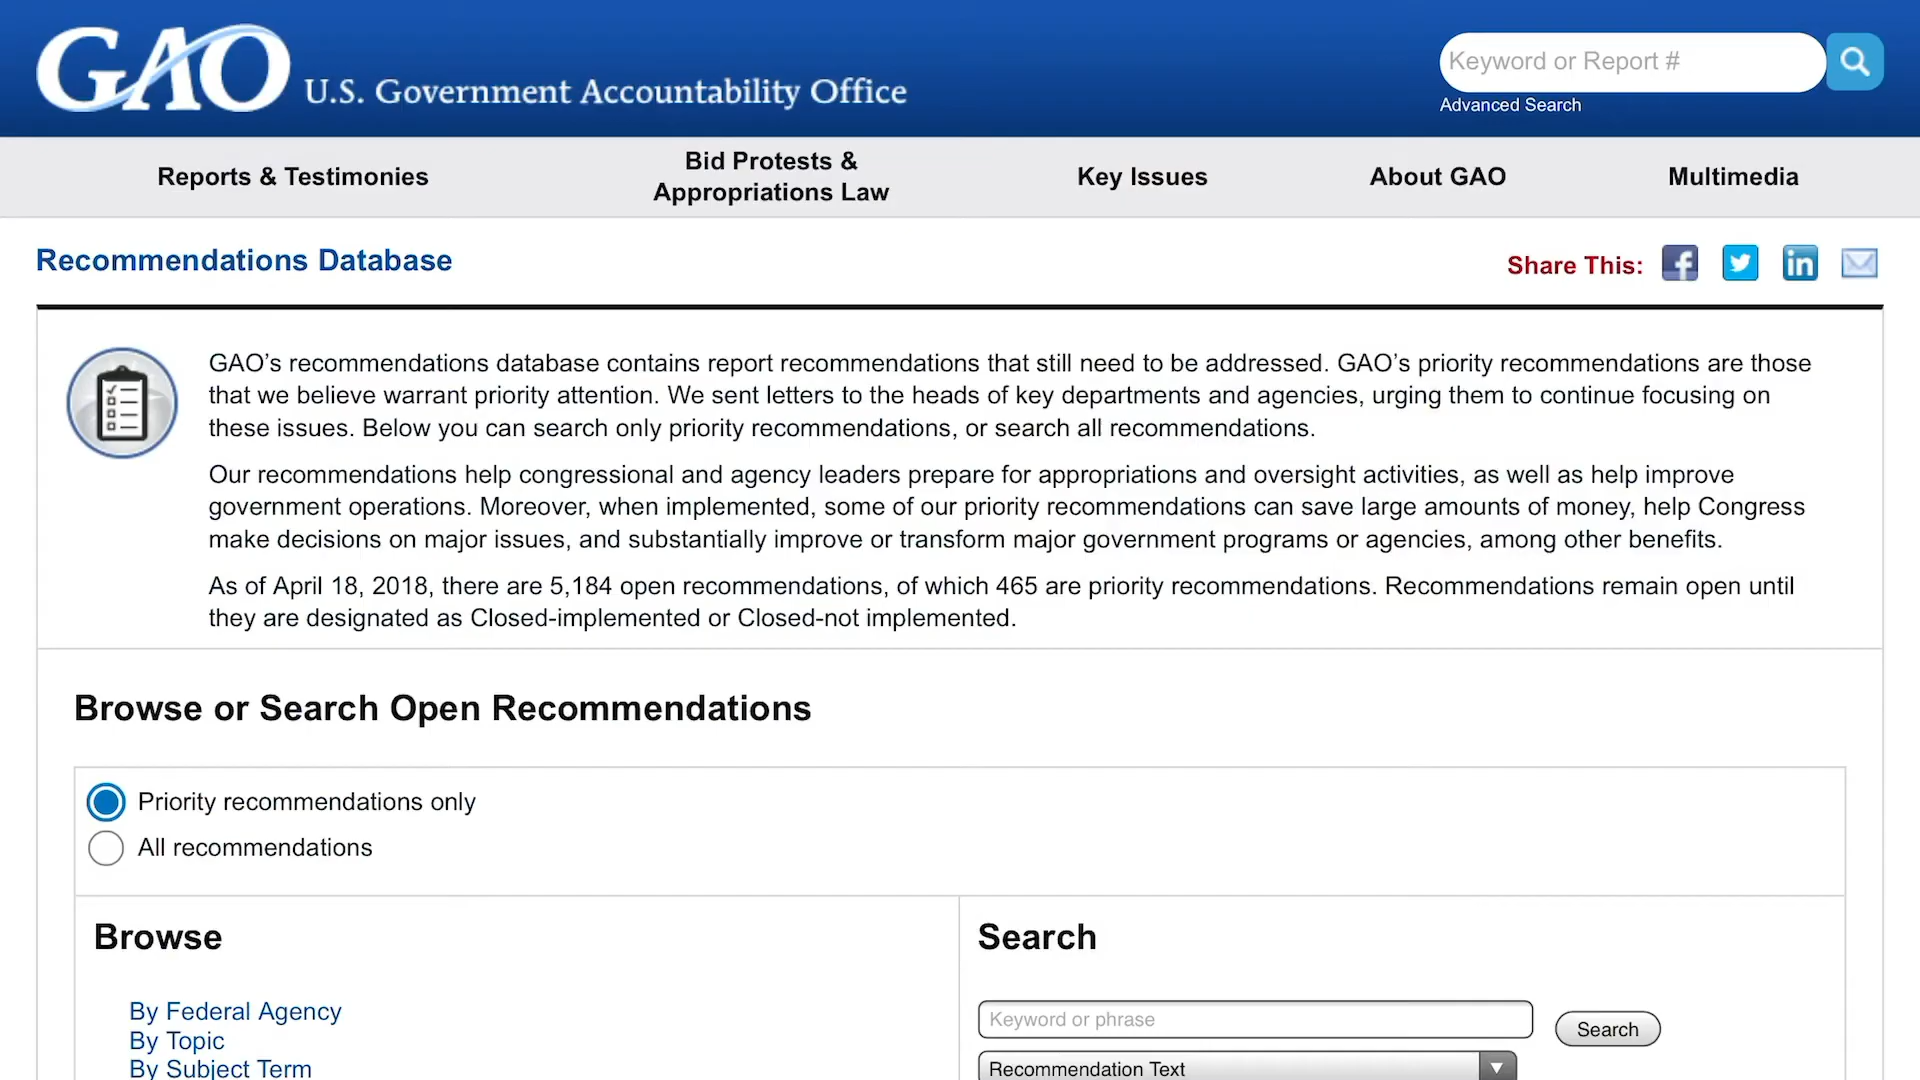 GAO U.S. Government Accountability Office
Keyword or Report #
Advanced Search
Reports & Testimonies
Bid Protests &
Appropriations Law
Key Issues
About GAO
Multimedia
Recommendations Database
Share This:
GAO’s recommendations database contains report recommendations that still need to be addressed. GAO’s priority recommendations are those
that we believe warrant priority attention. We sent letters to the heads of key departments and agencies, urging them to continue focusing on
these issues. Below you can search only priority recommendations, or search all recommendations.
Our recommendations help congressional and agency leaders prepare for appropriations and oversight activities, as well as help improve
government operations. Moreover, when implemented, some of our priority recommendations can save large amounts of money, help Congress
make decisions on major issues, and substantially improve or transform major government programs or agencies, among other benefits.
As of April 18, 2018, there are 5,184 open recommendations, of which 465 are priority recommendations. Recommendations remain open until
they are designated as Closed-implemented or Closed-not implemented.
Browse or Search Open Recommendations
Priority recommendations only
All recommendations
Browse
By Federal Agency
By Topic
By Subject Term
Search
Keyword or phrase
Search
Recommendation Text